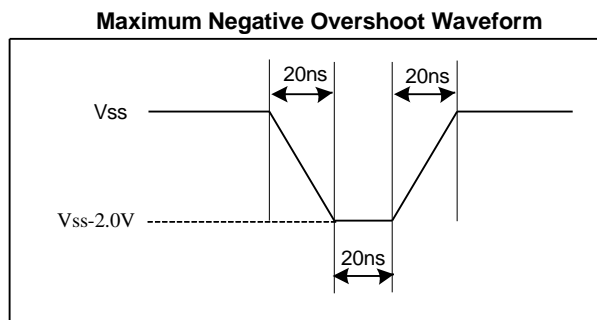 Maximum Negative Overshoot Waveform
20ns 20ns
Vss
Vss-2.0V
20ns